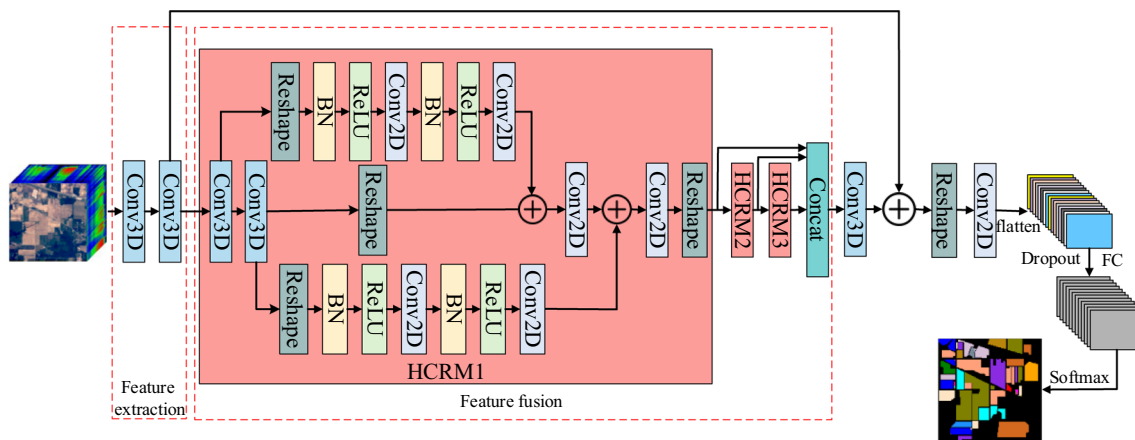 Conv3D
Conv3D
Feature
extraction
Conv3D
Conv3D
Reshape
BN
ReLU
Conv2D
BN
ReLU
Conv2D
Reshape
Conv2D
Conv2D
Reshape
Reshape
BN
ReLU
Conv2D
BN
ReLU
Conv2D
HCRM1
HCRM2
HCRM3
Concat
Feature fusion
Conv3D
Reshape
Conv2D
flatten
Dropout
FC
Softmax